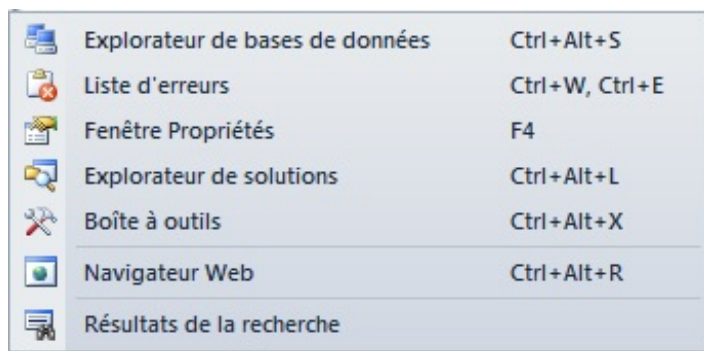 Explorateur de bases de données Ctrl+Alt+S
Liste d'erreurs Ctrl+W, Ctrl+E
Fenêtre Propriétés F4
Explorateur de solutions Ctrl+Alt+L
Boîte à outils Ctrl+Alt+X
Navigateur Web Ctrl+Alt+R
Résultats de la recherche